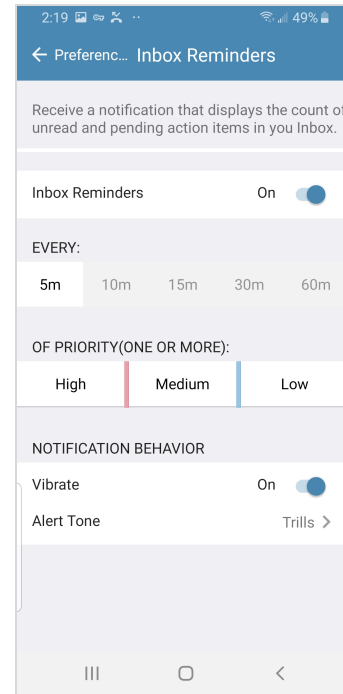 2:19 49%
Preferenc... Inbox Reminders
Receive a notification that displays the count of
unread and pending action items in you Inbox.
Inbox Reminders On
EVERY:
5m 10m 15m 30m 60m
OF PRIORITY(ONE OR MORE):
High Medium Low
NOTIFICATION BEHAVIOR
Vibrate On
Alert Tone Trills